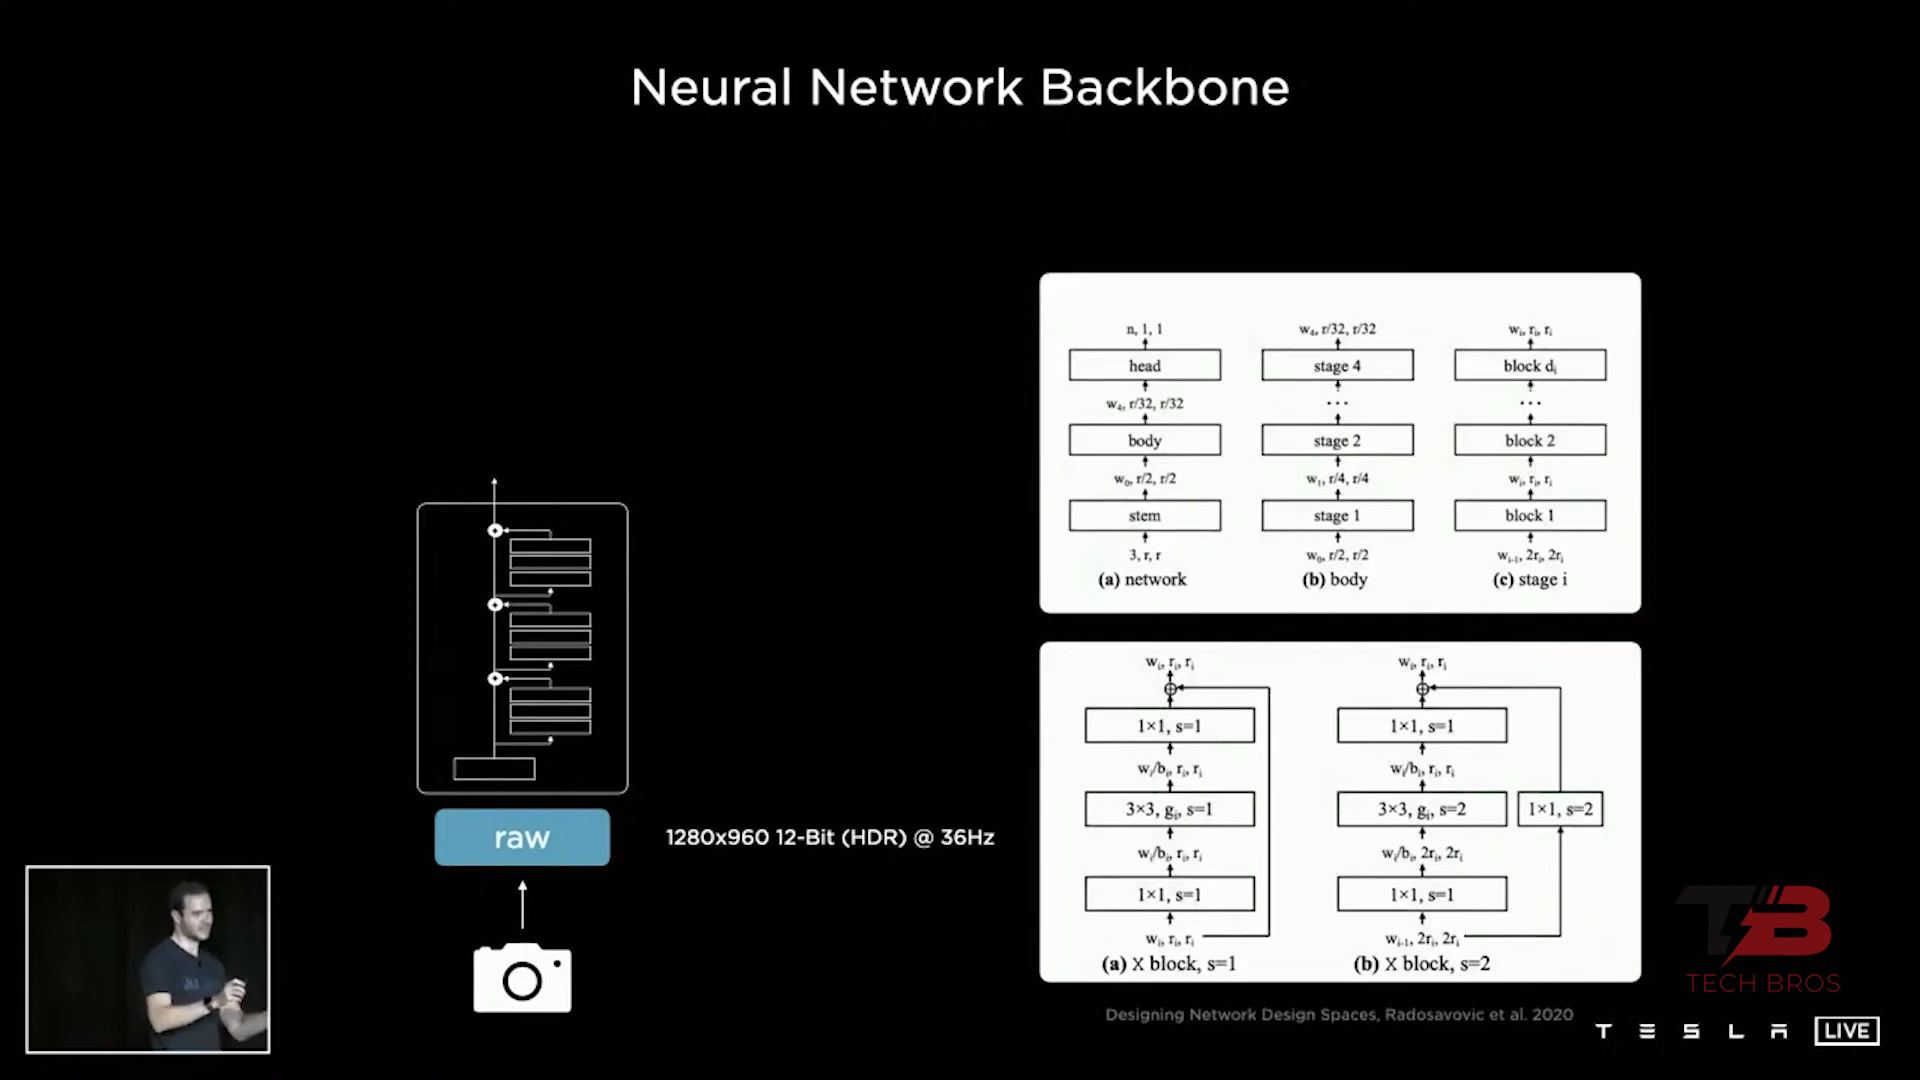 Neural Network Backbone
n, 1, 1
head
w₄, r/32, r/32
body
w₀, r/2, r/2
stem
3, r, r
(a) network
w₄, r/32, r/32
stage 4
...
stage 2
w₁, r/4, r/4
stage 1
w₀, r/2, r/2
(b) body
wᵢ, rᵢ, rᵢ
block dᵢ
...
block 2
wᵢ, rᵢ, rᵢ
block 1
wᵢ₋₁, 2rᵢ, 2rᵢ
(c) stage i
wᵢ, rᵢ, rᵢ
1×1, s=1
wᵢ/bᵢ, rᵢ, rᵢ
3×3, gᵢ, s=1
wᵢ/bᵢ, rᵢ, rᵢ
1×1, s=1
wᵢ, rᵢ, rᵢ
(a) X block, s=1
wᵢ, rᵢ, rᵢ
1×1, s=1
wᵢ/bᵢ, rᵢ, rᵢ
3×3, gᵢ, s=2
1×1, s=2
wᵢ/bᵢ, 2rᵢ, 2rᵢ
1×1, s=1
wᵢ₋₁, 2rᵢ, 2rᵢ
(b) X block, s=2
raw
1280x960 12-Bit (HDR) @ 36Hz
Designing Network Design Spaces, Radosavovic et al. 2020
TB
TECH BROS
TESLA LIVE